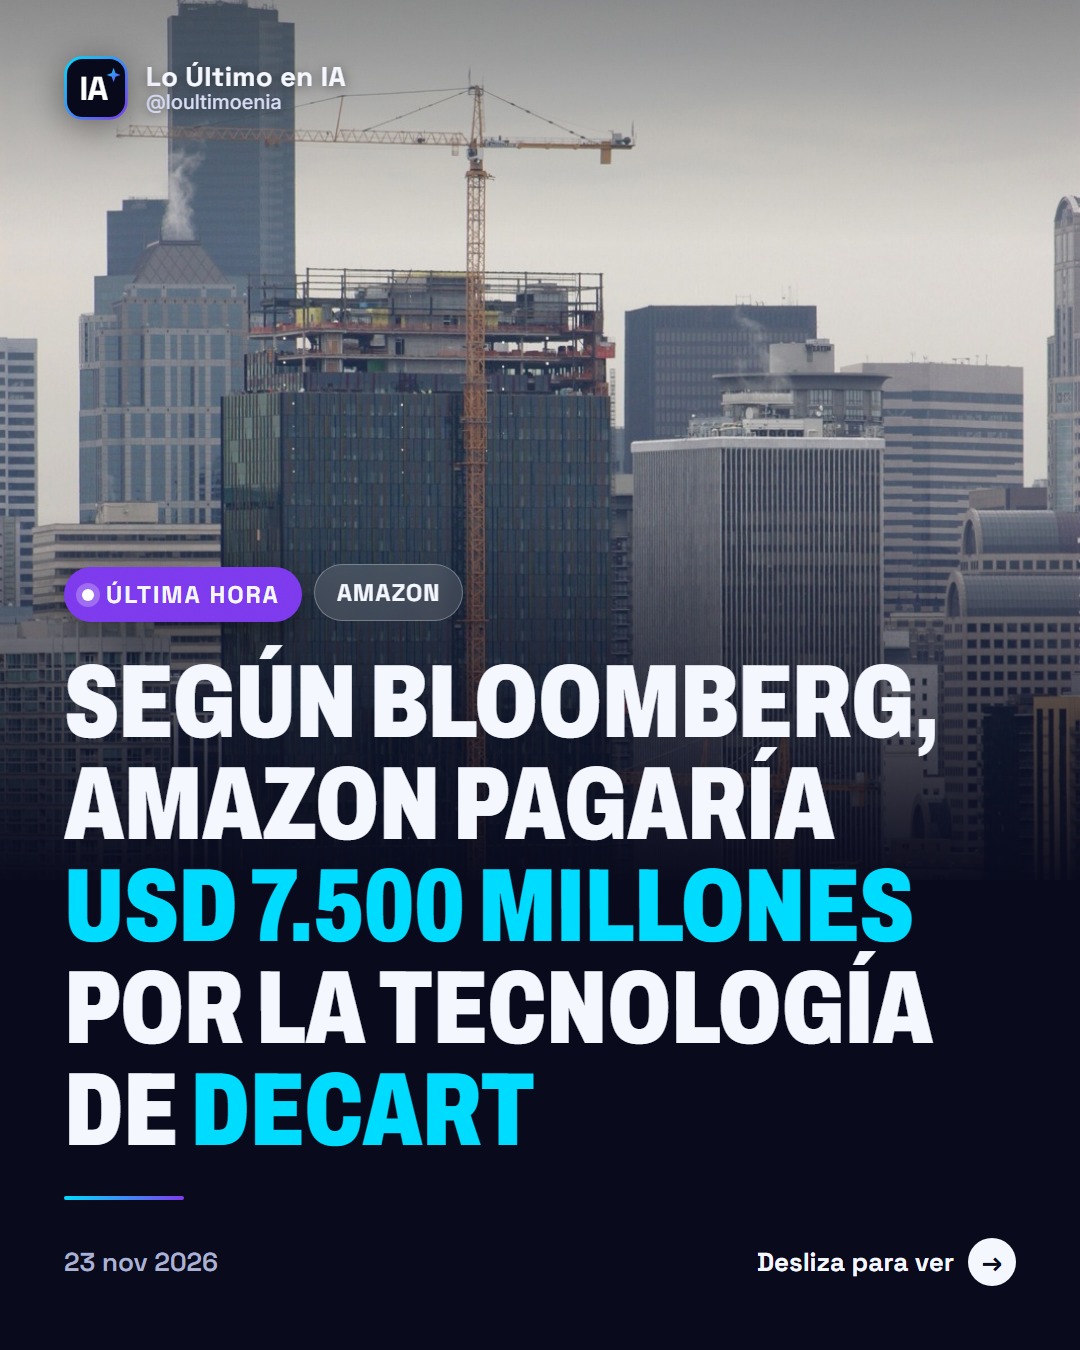 IA
Lo Último en IA
@loultimoenia
ÚLTIMA HORA
AMAZON
SEGÚN BLOOMBERG,
AMAZON PAGARÍA
USD 7.500 MILLONES
POR LA TECNOLOGÍA
DE DECART
23 nov 2026
Desliza para ver →